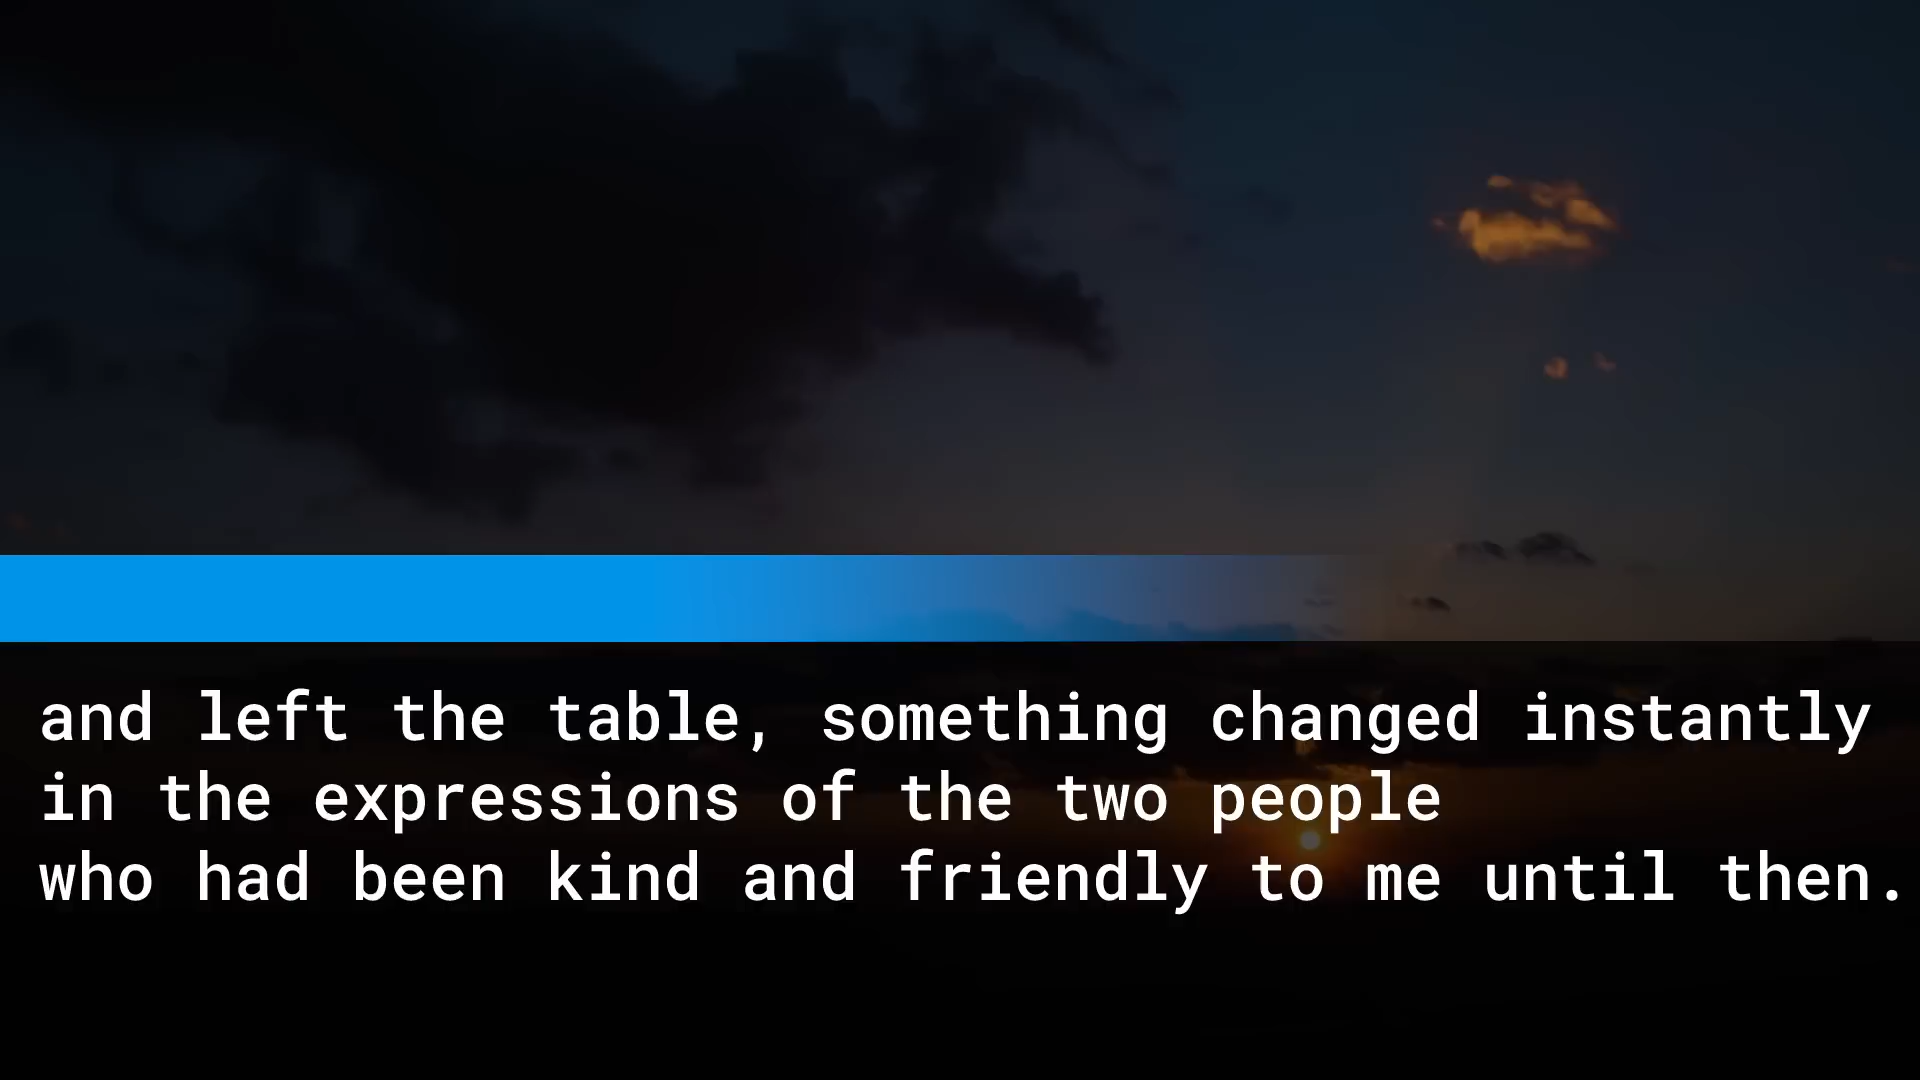 and left the table, something changed instantly
in the expressions of the two people
who had been kind and friendly to me until then.